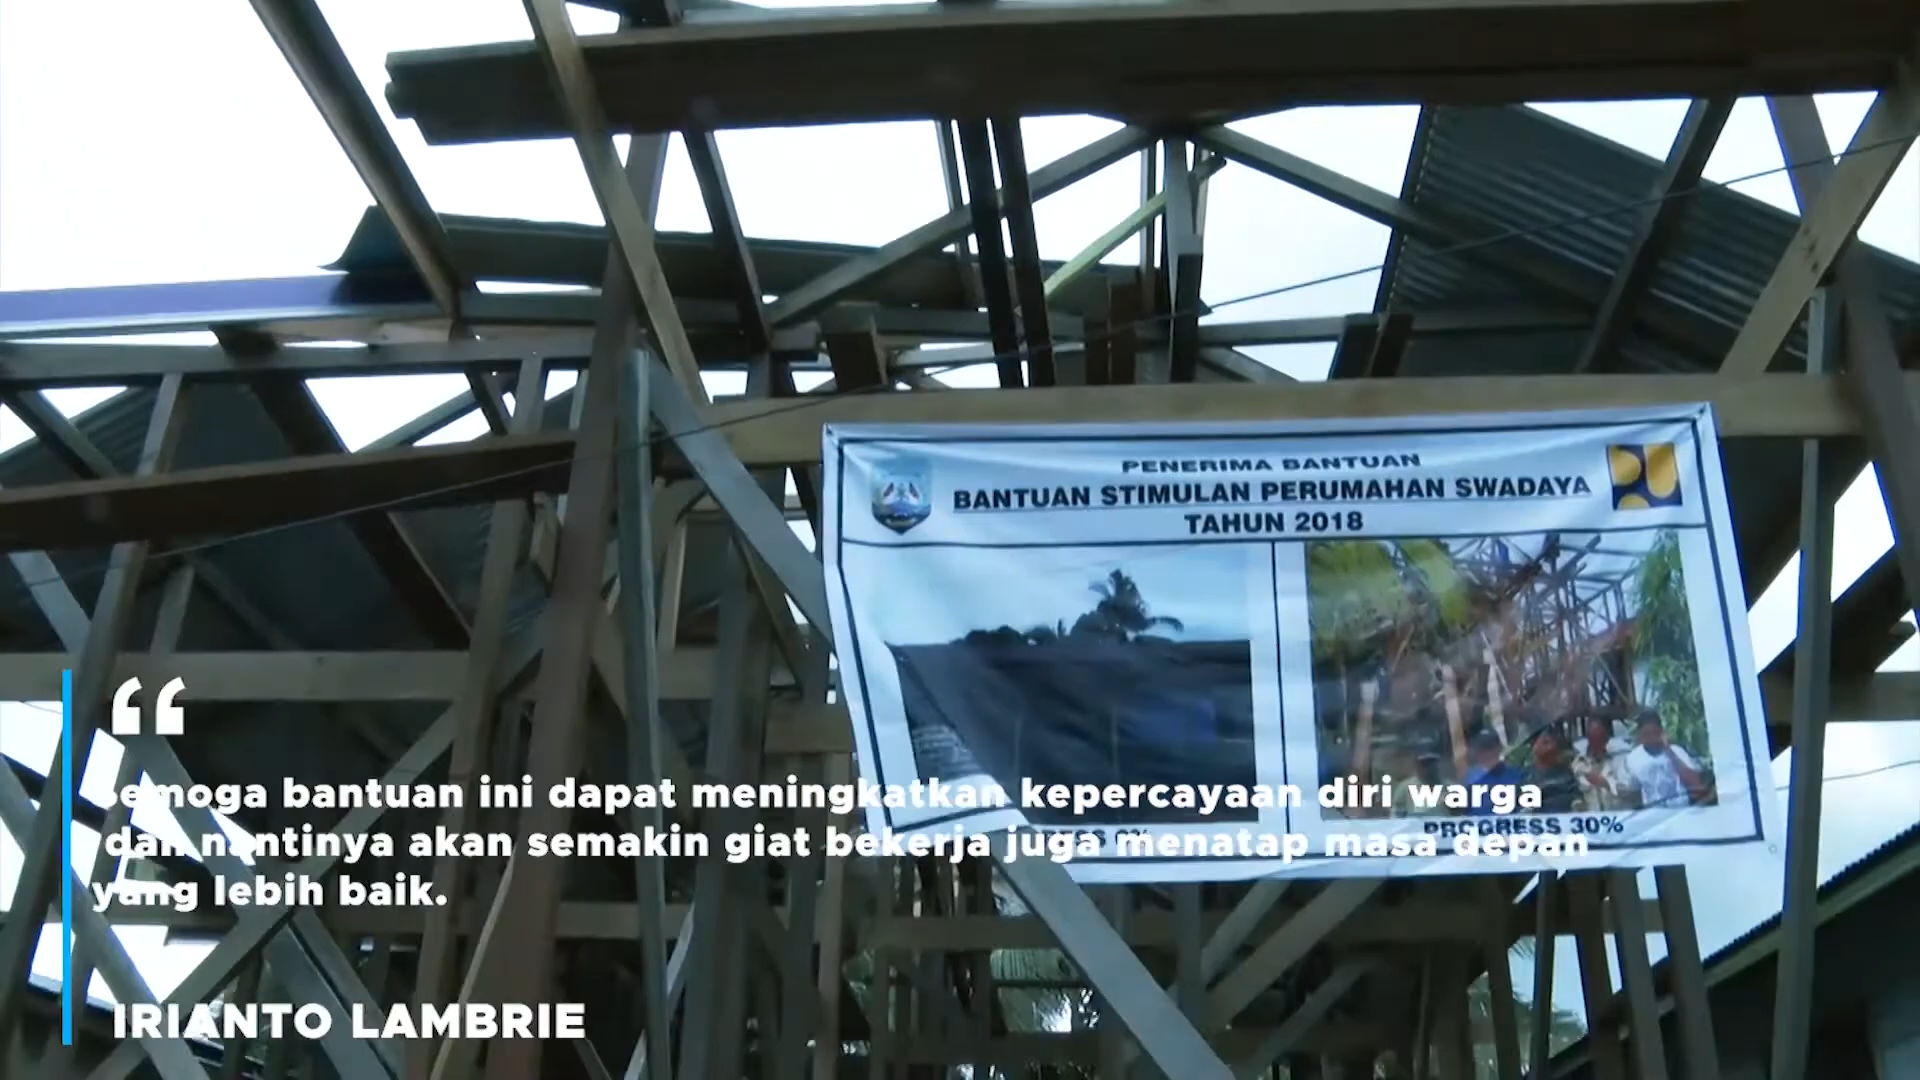 PENERIMA BANTUAN
BANTUAN STIMULAN PERUMAHAN SWADAYA
TAHUN 2018
PROGRESS 30%
“
Semoga bantuan ini dapat meningkatkan kepercayaan diri warga
dan nantinya akan semakin giat bekerja juga menatap masa depan
yang lebih baik.
IRIANTO LAMBRIE